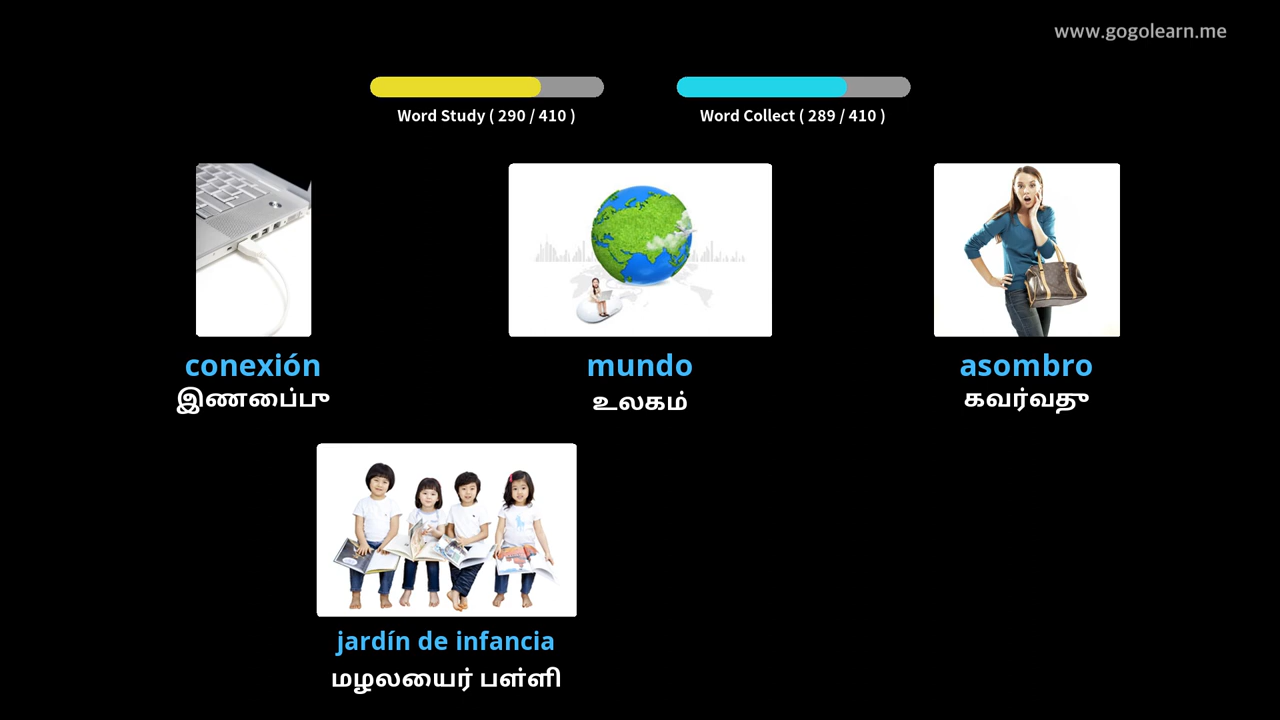 www.gogolearn.me
Word Study ( 290 / 410 )
Word Collect ( 289 / 410 )
conexión
இணைப்பு
mundo
உலகம்
asombro
கவர்வது
jardín de infancia
மழலையர் பள்ளி